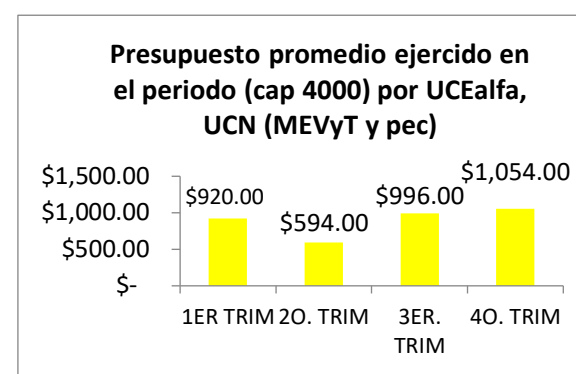 Presupuesto promedio ejercido en
el periodo (cap 4000) por UCEalfa,
UCN (MEVyT y pec)
$1,500.00
$1,000.00
$500.00
$-
$920.00
$594.00
$996.00
$1,054.00
1ER TRIM 2O. TRIM 3ER. TRIM 4O. TRIM